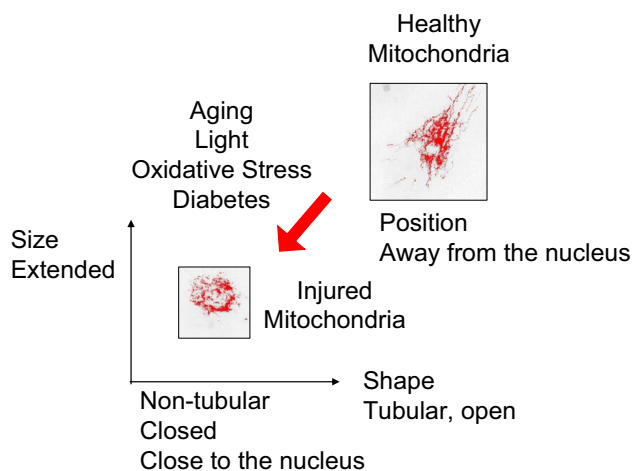 Healthy
Mitochondria
Aging
Light
Oxidative Stress
Diabetes
Position
Away from the nucleus
Size
Extended
Injured
Mitochondria
Shape
Tubular, open
Non-tubular
Closed
Close to the nucleus